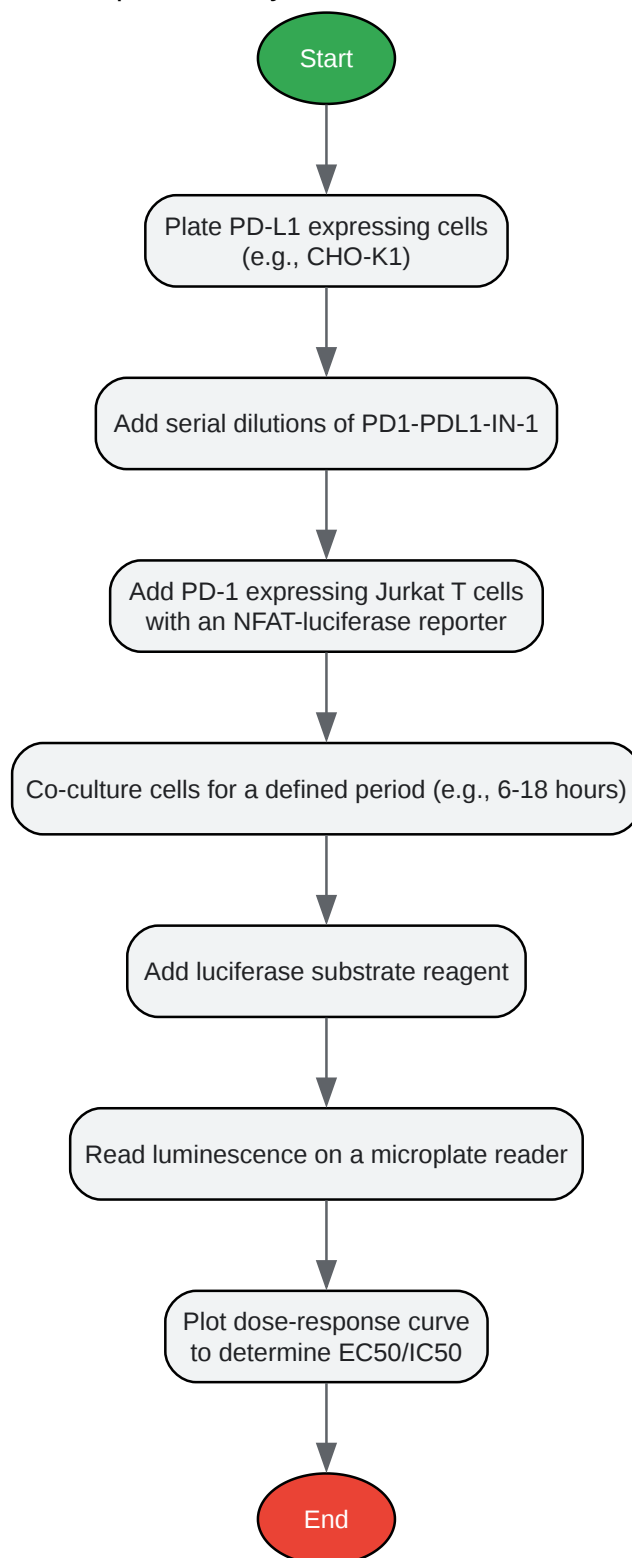 Start
Plate PD-L1 expressing cells
(e.g., CHO-K1)
Add serial dilutions of PD1-PDL1-IN-1
Add PD-1 expressing Jurkat T cells
with an NFAT-luciferase reporter
Co-culture cells for a defined period (e.g., 6-18 hours)
Add luciferase substrate reagent
Read luminescence on a microplate reader
Plot dose-response curve
to determine EC50/IC50
End